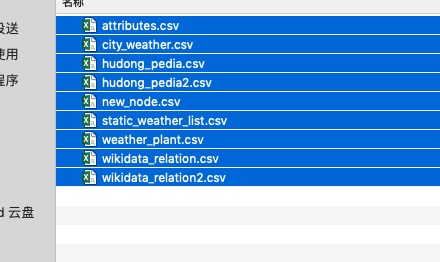 名称
投送
使用
程序
d 云盘
attributes.csv
city_weather.csv
hudong_pedia.csv
hudong_pedia2.csv
new_node.csv
static_weather_list.csv
weather_plant.csv
wikidata_relation.csv
wikidata_relation2.csv